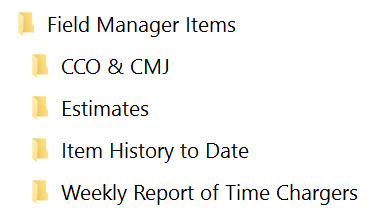 Field Manager Items
CCO & CMJ
Estimates
Item History to Date
Weekly Report of Time Chargers